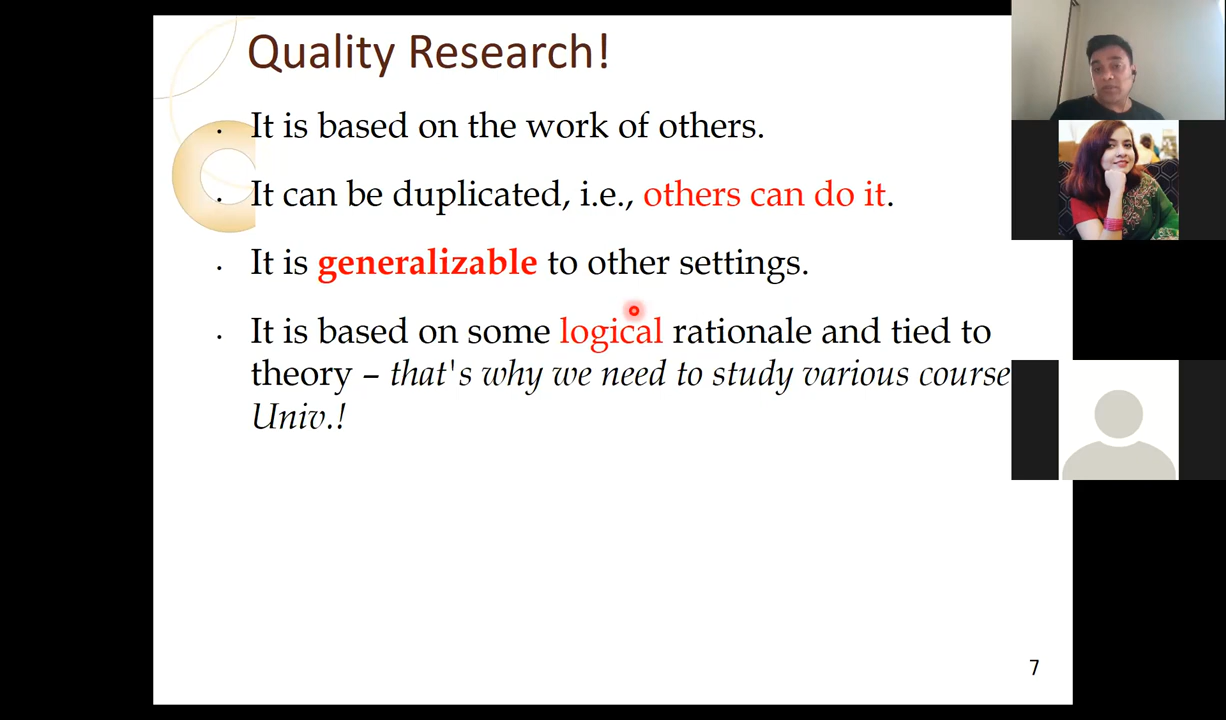 Quality Research!
· It is based on the work of others.
· It can be duplicated, i.e., others can do it.
· It is generalizable to other settings.
· It is based on some logical rationale and tied to
theory – that's why we need to study various course
Univ.!
7